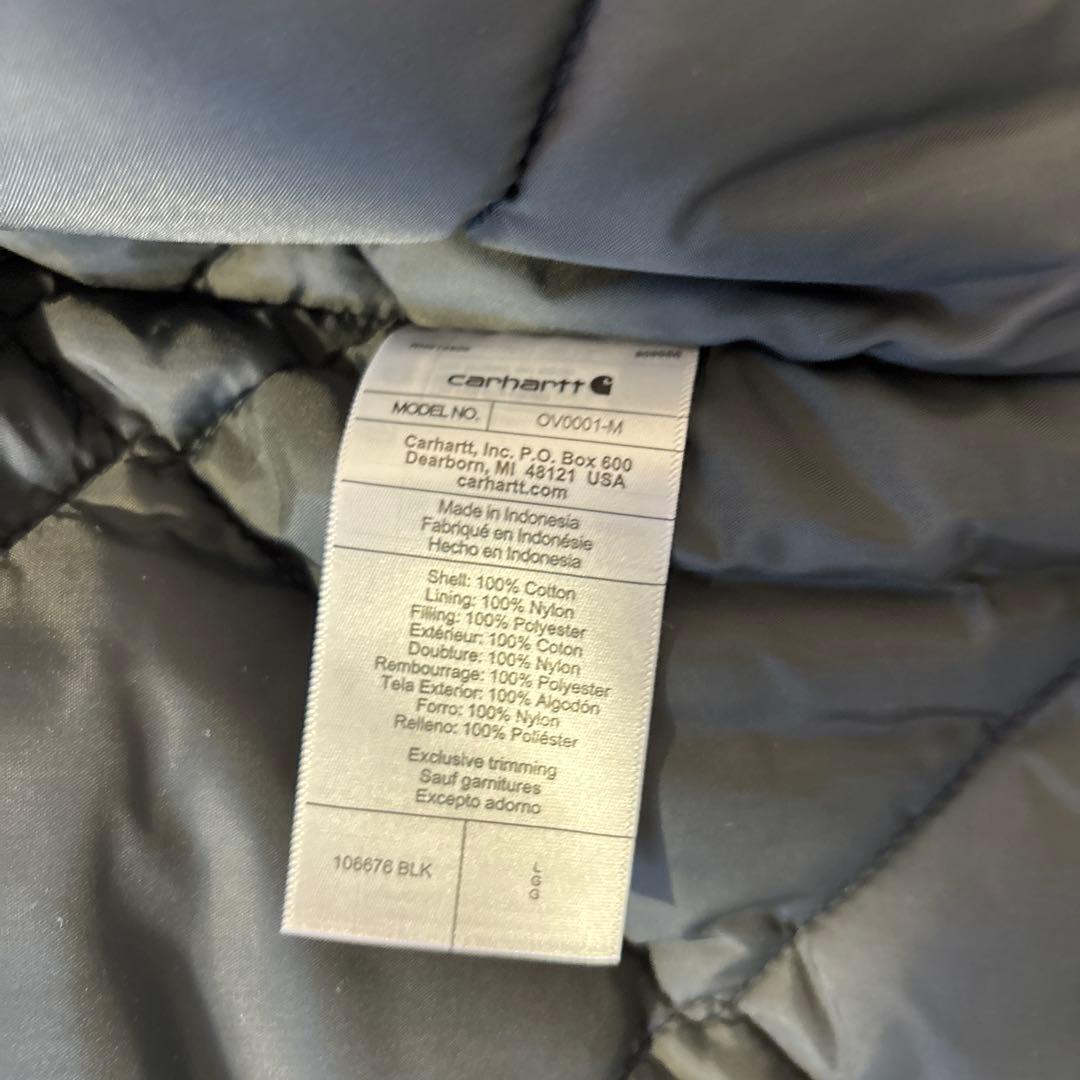 carhartt
MODEL NO. OV0001-M
Carhartt, Inc. P.O. Box 600
Dearborn, MI 48121 USA
carhartt.com
Made in Indonesia
Fabriqué en Indonésie
Hecho en Indonesia
Shell: 100% Cotton
Lining: 100% Nylon
Filling: 100% Polyester
Extérieur: 100% Coton
Doublure: 100% Nylon
Rembourrage: 100% Polyester
Tela Exterior: 100% Algodón
Forro: 100% Nylon
Relleno: 100% Poliéster
Exclusive trimming
Sauf garnitures
Excepto adorno
106676 BLK
L
G
G